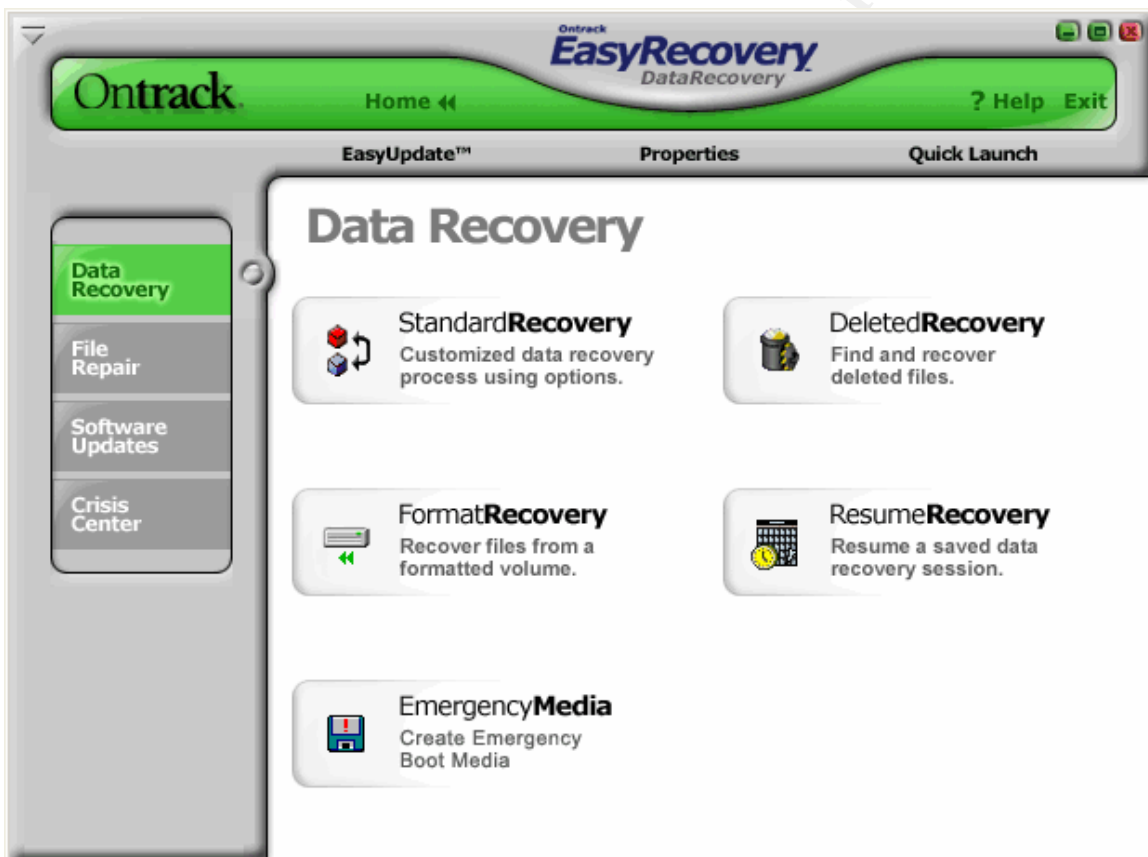 Ontrack
EasyRecovery™
DataRecovery
Ontrack.
Home
? Help
Exit
EasyUpdate™
Properties
Quick Launch
Data
Recovery
File
Repair
Software
Updates
Crisis
Center
Data Recovery
StandardRecovery
Customized data recovery
process using options.
DeletedRecovery
Find and recover
deleted files.
FormatRecovery
Recover files from a
formatted volume.
ResumeRecovery
Resume a saved data
recovery session.
EmergencyMedia
Create Emergency
Boot Media